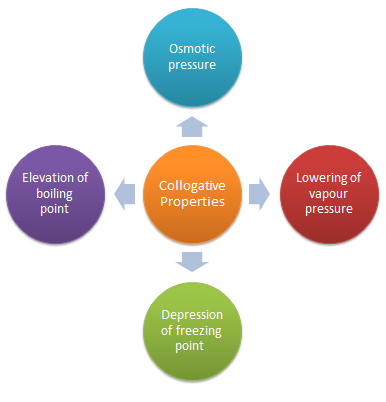 Osmotic
pressure
Elevation of
boiling
point
Collogative
Properties
Lowering of
vapour
pressure
Depression
of freezing
point